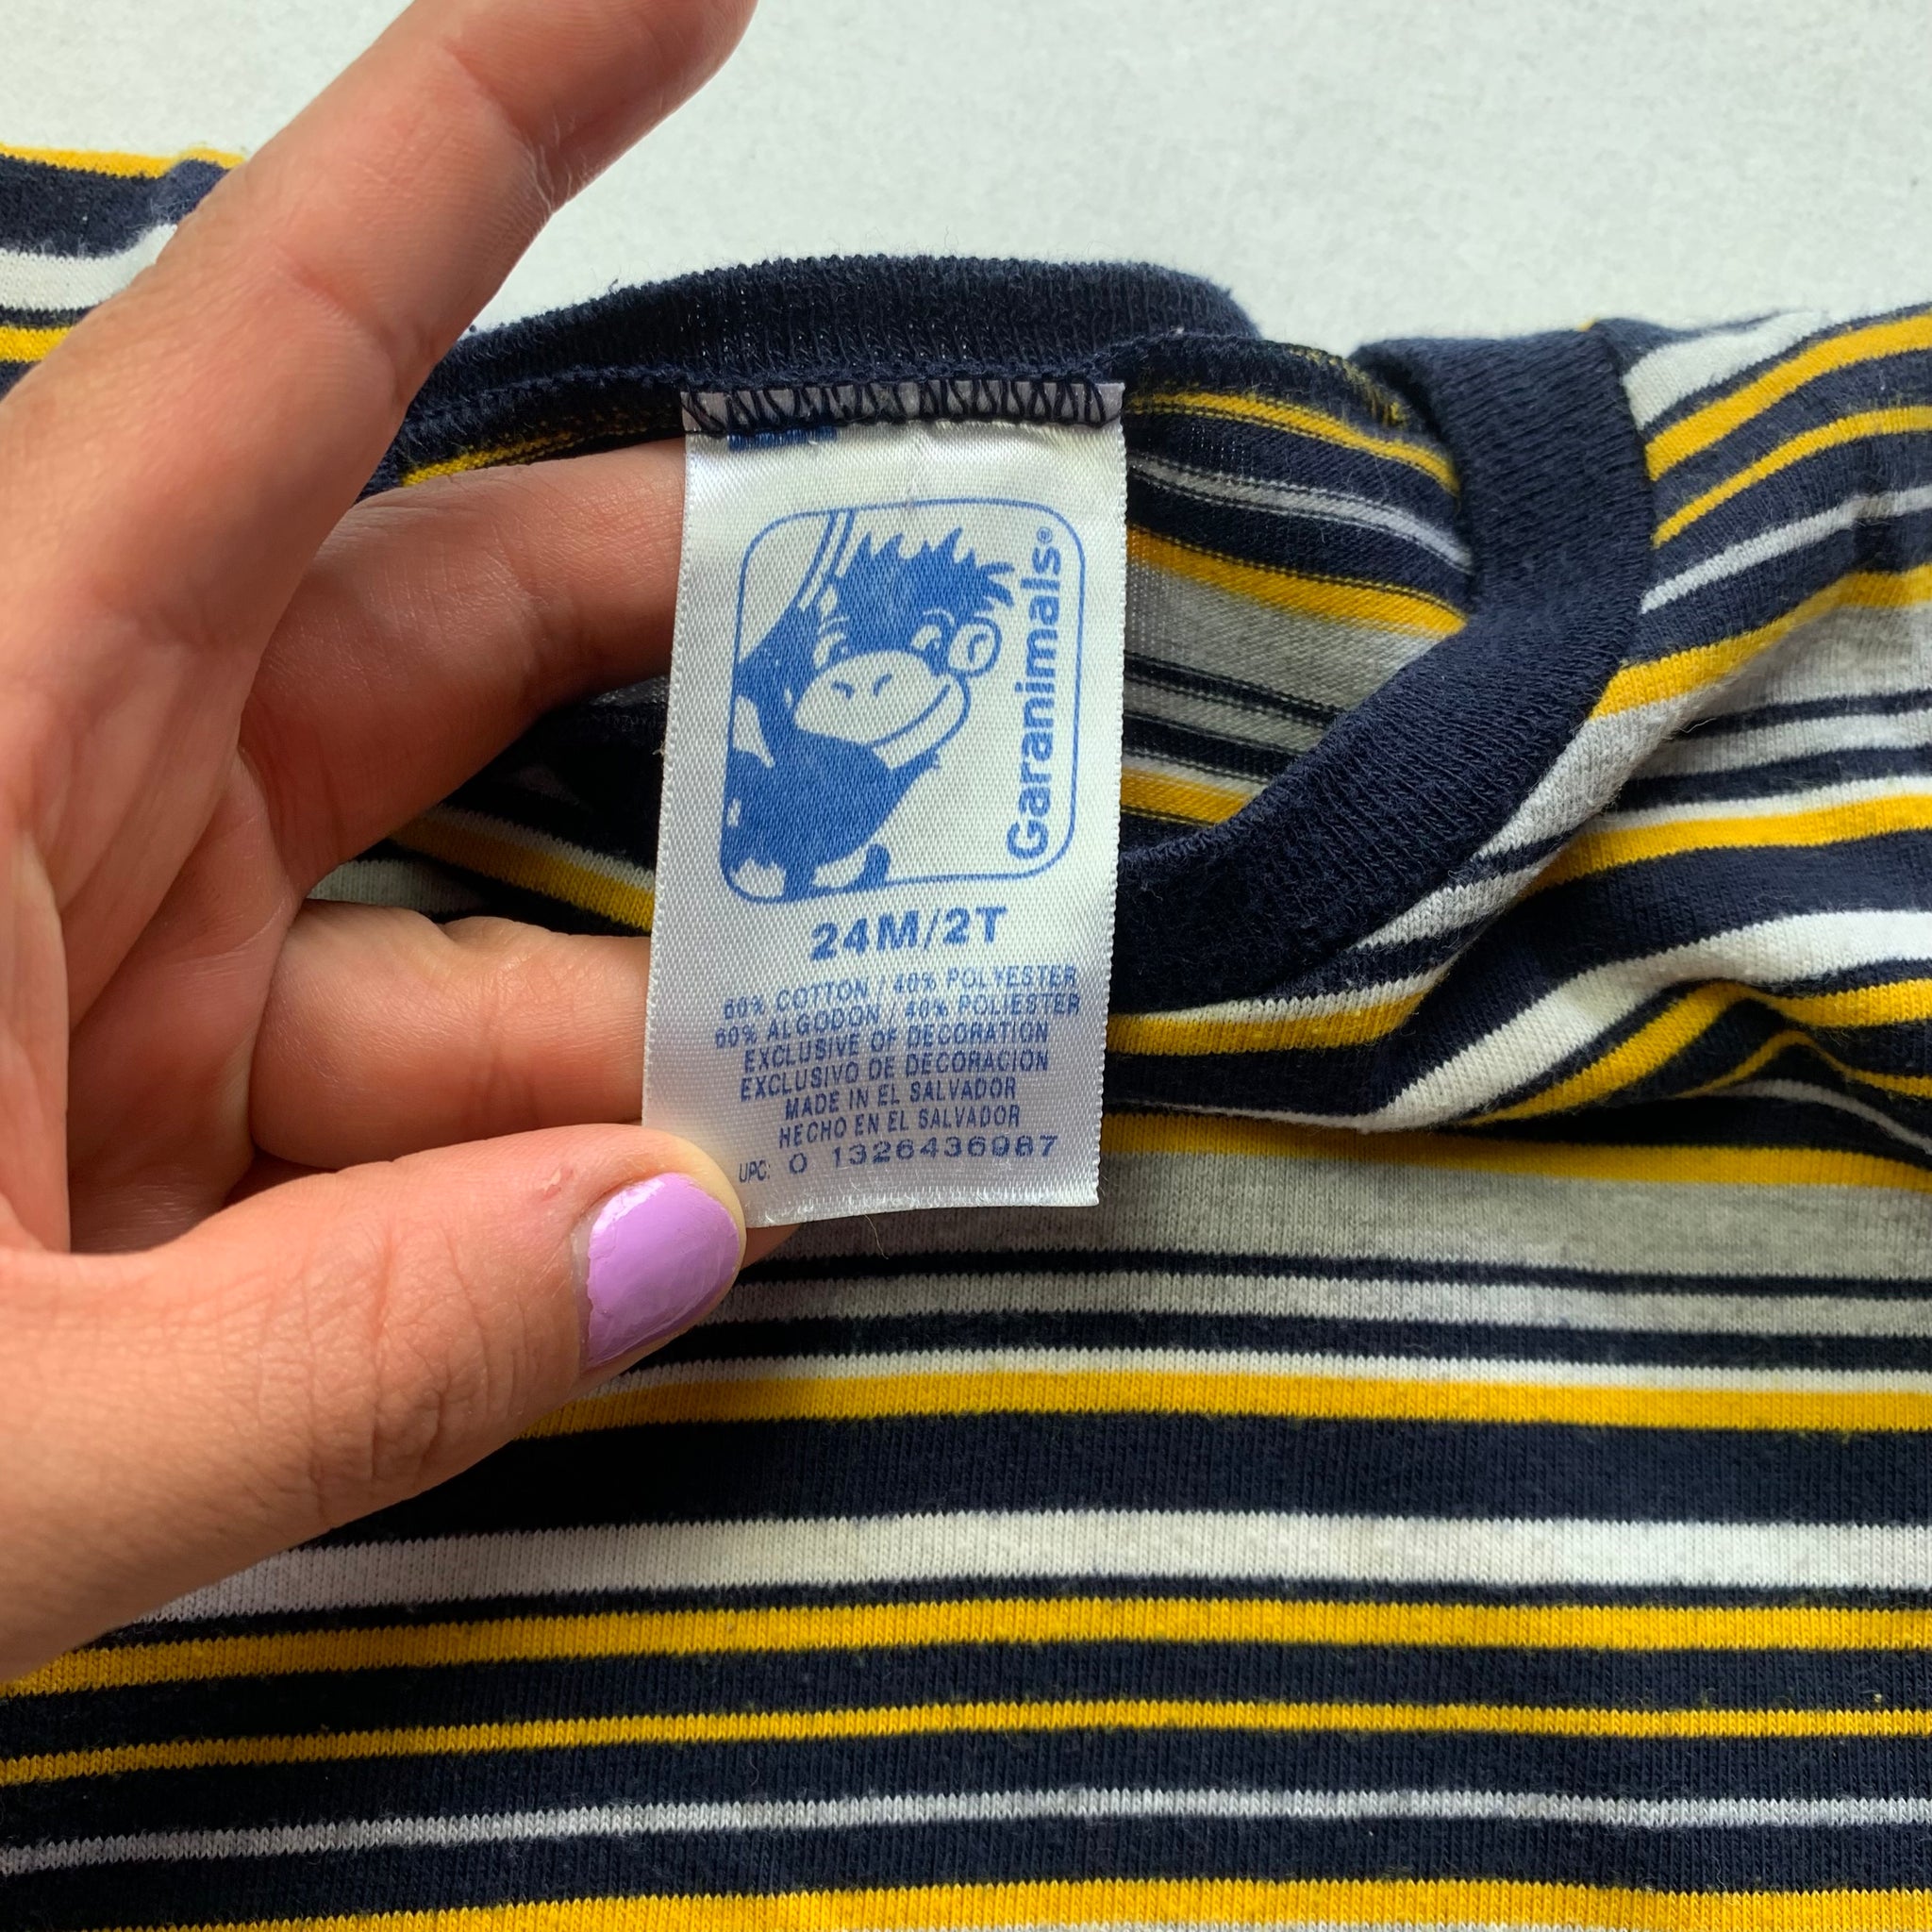 Garanimals®
24M/2T
60% COTTON / 40% POLYESTER
60% ALGODON / 40% POLIESTER
EXCLUSIVE OF DECORATION
EXCLUSIVO DE DECORACION
MADE IN EL SALVADOR
HECHO EN EL SALVADOR
UPC: 0 1326436987